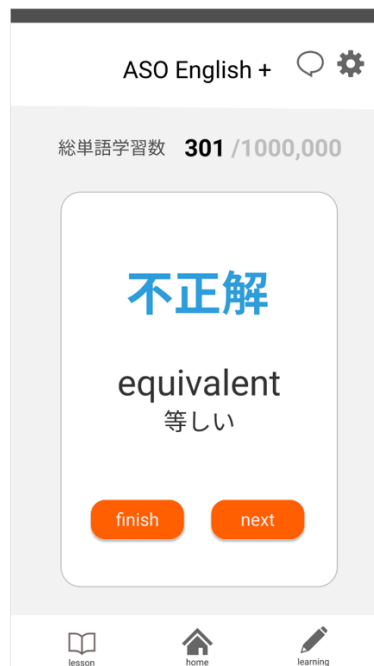 ASO English +
総単語学習数 301 /1000,000
不正解
equivalent
等しい
finish next
lesson home learning